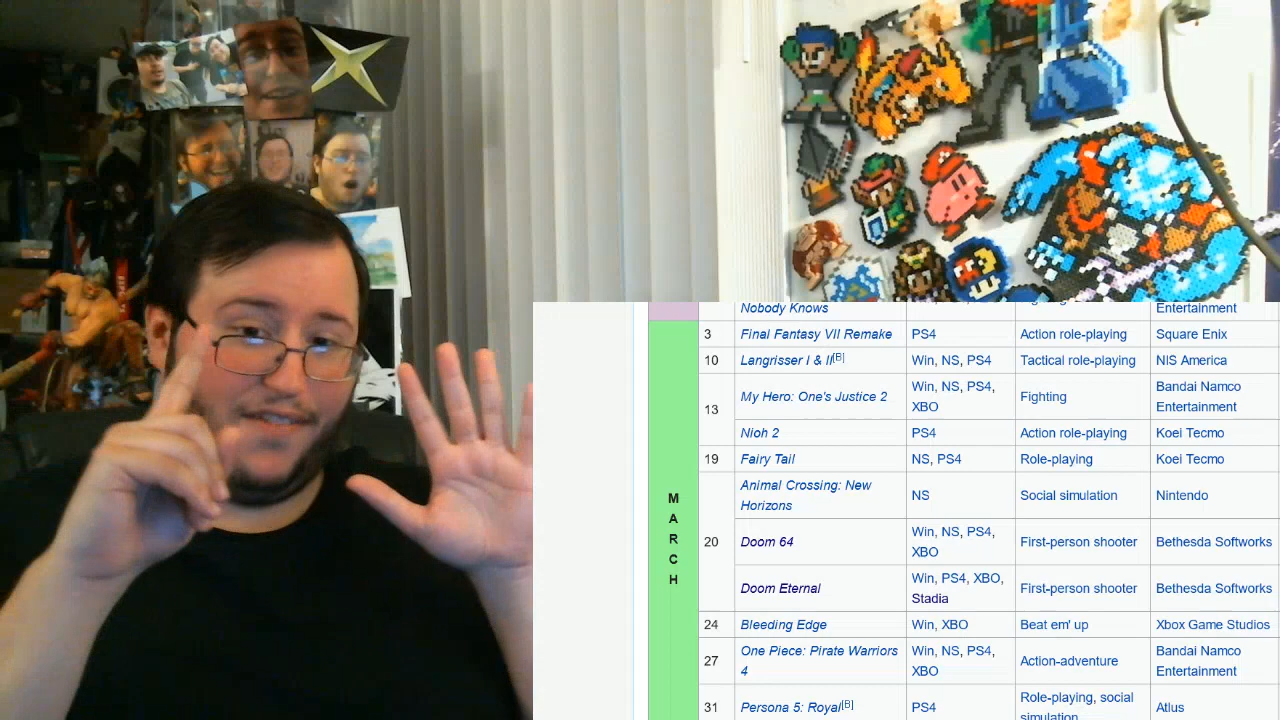 Nobody Knows
Entertainment
3 Final Fantasy VII Remake PS4 Action role-playing Square Enix
10 Langrisser I & II[B] Win, NS, PS4 Tactical role-playing NIS America
13 My Hero: One's Justice 2 Win, NS, PS4, XBO Fighting Bandai Namco Entertainment
Nioh 2 PS4 Action role-playing Koei Tecmo
19 Fairy Tail NS, PS4 Role-playing Koei Tecmo
MARCH
20 Animal Crossing: New Horizons NS Social simulation Nintendo
Doom 64 Win, NS, PS4, XBO First-person shooter Bethesda Softworks
Doom Eternal Win, PS4, XBO, Stadia First-person shooter Bethesda Softworks
24 Bleeding Edge Win, XBO Beat em' up Xbox Game Studios
27 One Piece: Pirate Warriors 4 Win, NS, PS4, XBO Action-adventure Bandai Namco Entertainment
31 Persona 5: Royal[B] PS4 Role-playing, social simulation Atlus